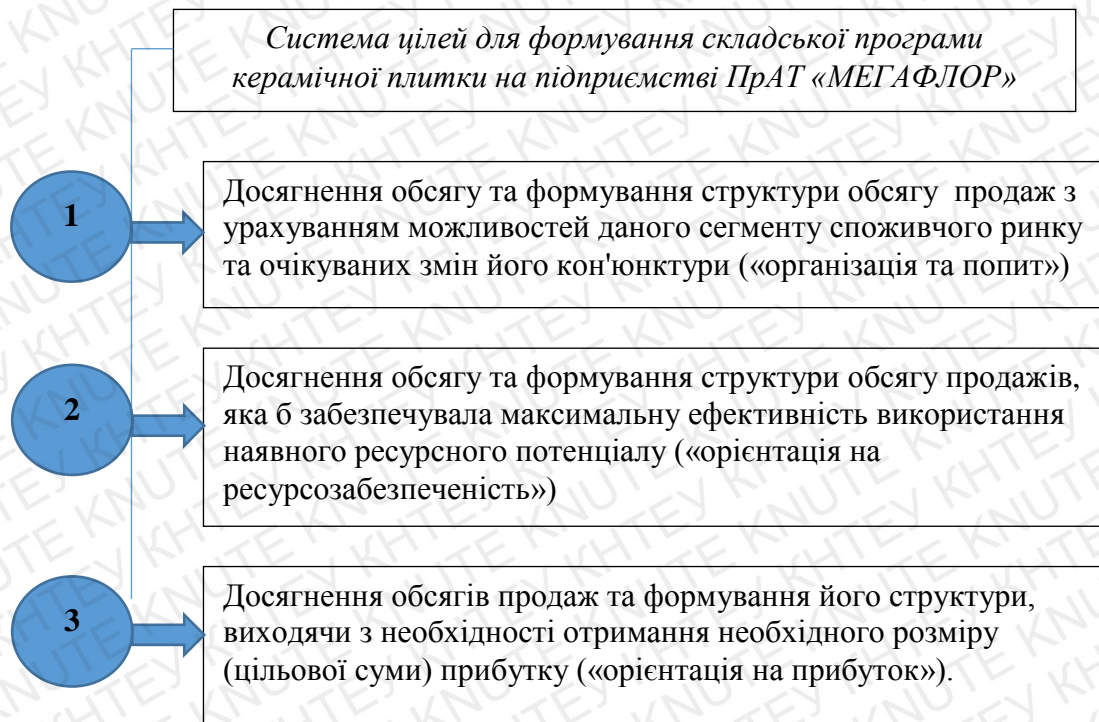 Система цілей для формування складської програми
керамічної плитки на підприємстві ПрАТ «МЕГАФЛОР»
1
Досягнення обсягу та формування структури обсягу продаж з
урахуванням можливостей даного сегменту споживчого ринку
та очікуваних змін його кон'юнктури («організація та попит»)
2
Досягнення обсягу та формування структури обсягу продажів,
яка б забезпечувала максимальну ефективність використання
наявного ресурсного потенціалу («орієнтація на
ресурсозабезпеченість»)
3
Досягнення обсягів продаж та формування його структури,
виходячи з необхідності отримання необхідного розміру
(цільової суми) прибутку («орієнтація на прибуток»).